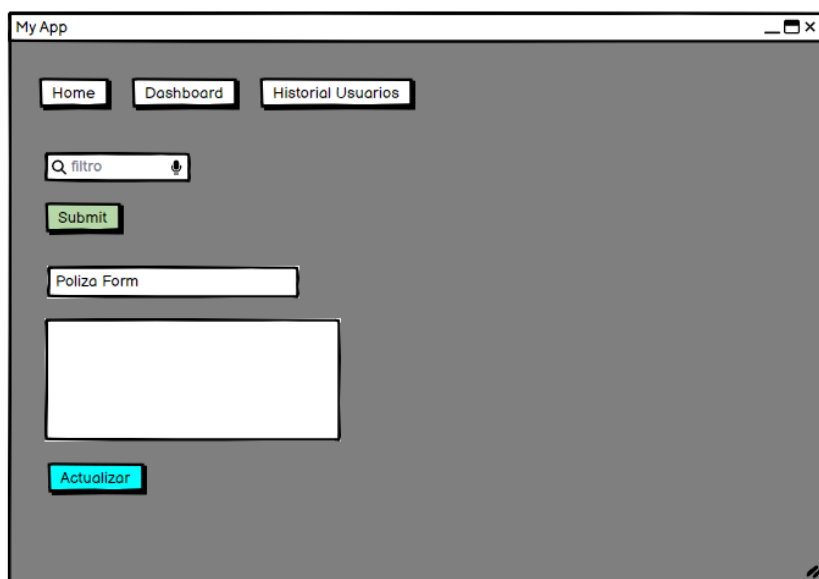 My App
Home Dashboard Historial Usuarios
filtro
Submit
Poliza Form
Actualizar